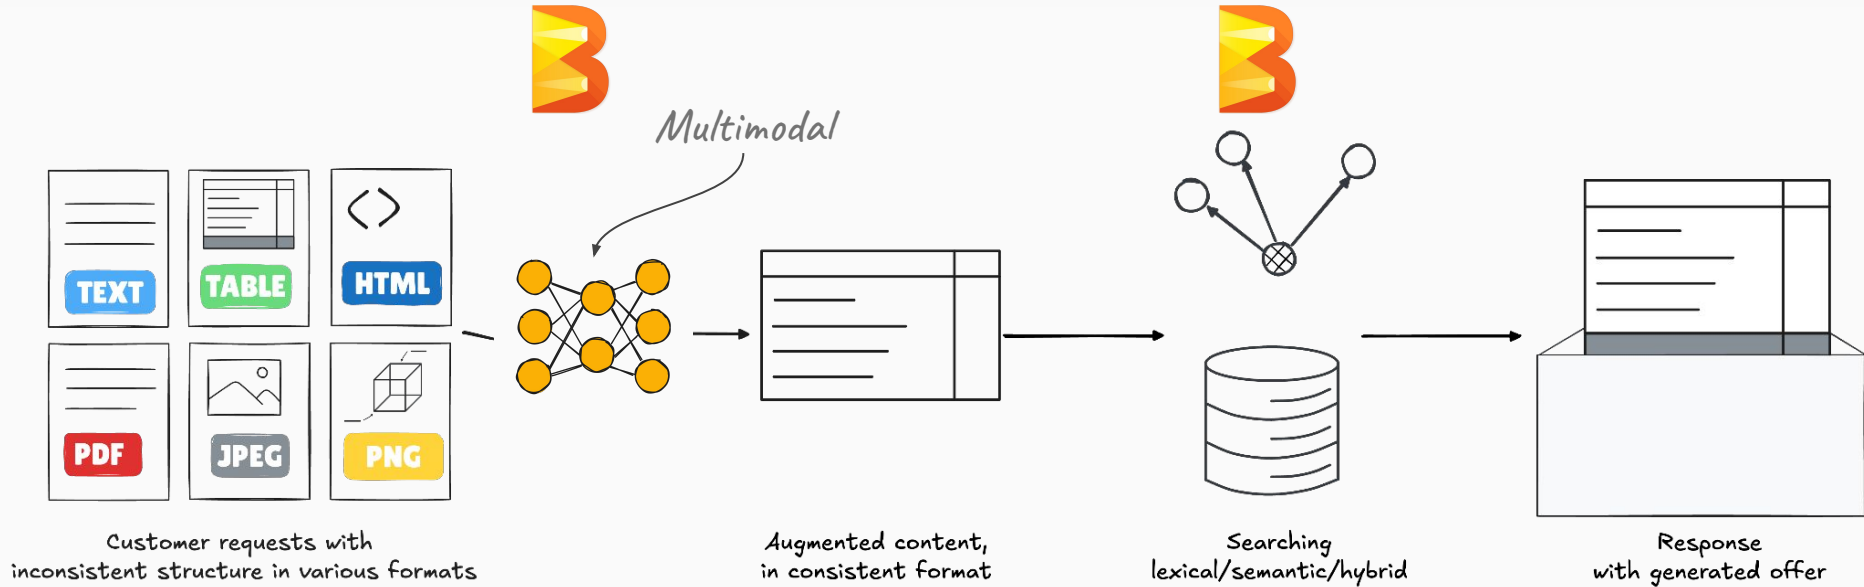 Multimodal
TEXT
TABLE
HTML
PDF
JPEG
PNG
Customer requests with
inconsistent structure in various formats
Augmented content,
in consistent format
Searching
lexical/semantic/hybrid
Response
with generated offer